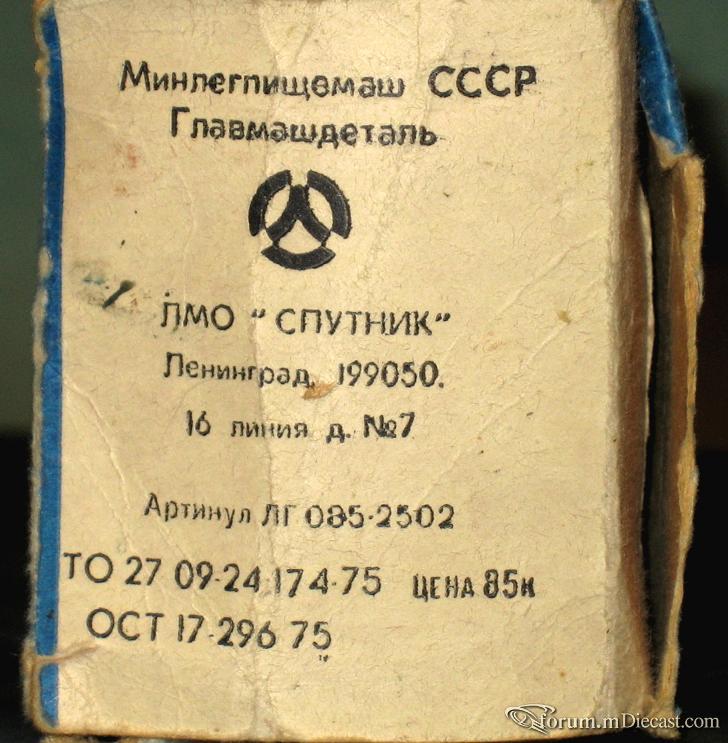 Минлегпищемаш СССР
Главмашдеталь
ЛМО "СПУТНИК"
Ленинград, 199050.
16 линия д. №7
Артикул ЛГ 085-2502
ТО 27 09-24 174-75 ЦЕНА 85к
ОСТ 17-296 75
forum.mDiecast.com